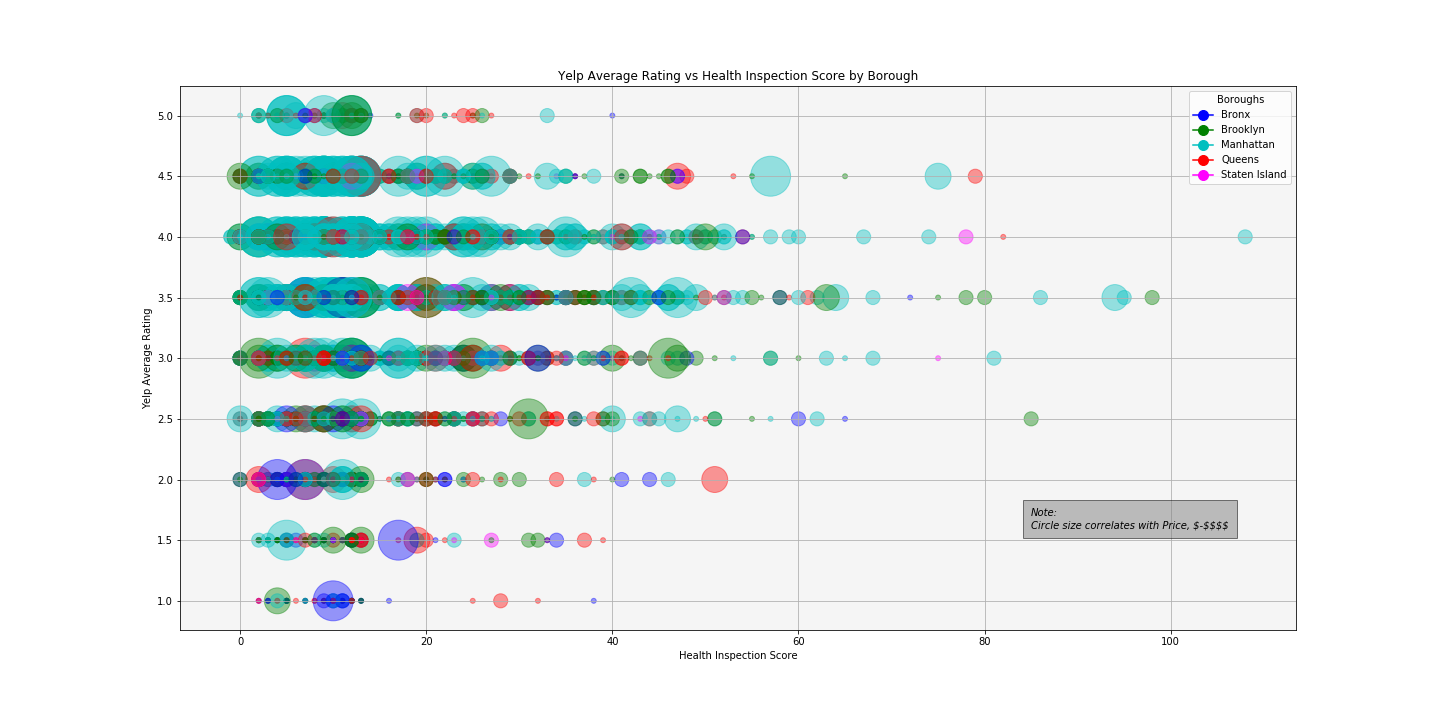 Yelp Average Rating vs Health Inspection Score by Borough
Boroughs
Bronx
Brooklyn
Manhattan
Queens
Staten Island
5.0
4.5
4.0
3.5
3.0
2.5
2.0
1.5
1.0
Yelp Average Rating
Note:
Circle size correlates with Price, $-$$$$
0 20 40 60 80 100
Health Inspection Score